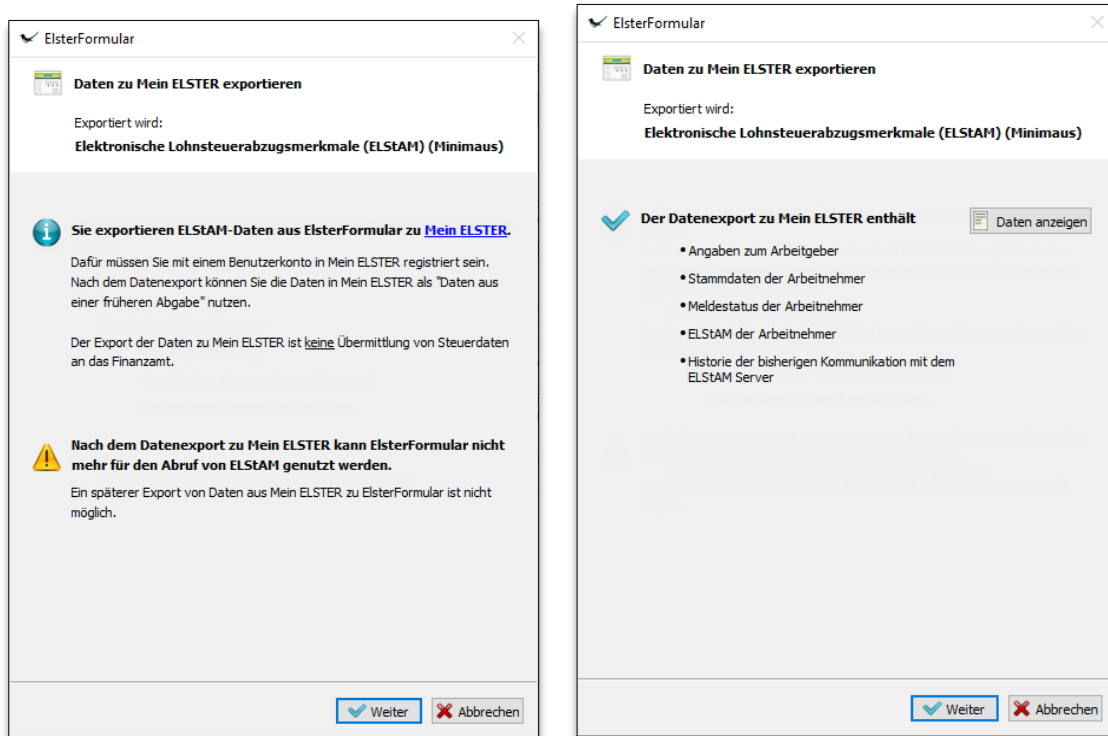 ElsterFormular
Daten zu Mein ELSTER exportieren
Exportiert wird:
Elektronische Lohnsteuerabzugsmerkmale (ELStAM) (Minimaus)
Sie exportieren ELStAM-Daten aus ElsterFormular zu Mein ELSTER.
Dafür müssen Sie mit einem Benutzerkonto in Mein ELSTER registriert sein.
Nach dem Datenexport können Sie die Daten in Mein ELSTER als "Daten aus
einer früheren Abgabe" nutzen.
Der Export der Daten zu Mein ELSTER ist keine Übermittlung von Steuerdaten
an das Finanzamt.
Nach dem Datenexport zu Mein ELSTER kann ElsterFormular nicht
mehr für den Abruf von ELStAM genutzt werden.
Ein späterer Export von Daten aus Mein ELSTER zu ElsterFormular ist nicht
möglich.
Weiter
Abbrechen
ElsterFormular
Daten zu Mein ELSTER exportieren
Exportiert wird:
Elektronische Lohnsteuerabzugsmerkmale (ELStAM) (Minimaus)
Der Datenexport zu Mein ELSTER enthält
Daten anzeigen
• Angaben zum Arbeitgeber
• Stammdaten der Arbeitnehmer
• Meldestatus der Arbeitnehmer
• ELStAM der Arbeitnehmer
• Historie der bisherigen Kommunikation mit dem
ELStAM Server
Weiter
Abbrechen